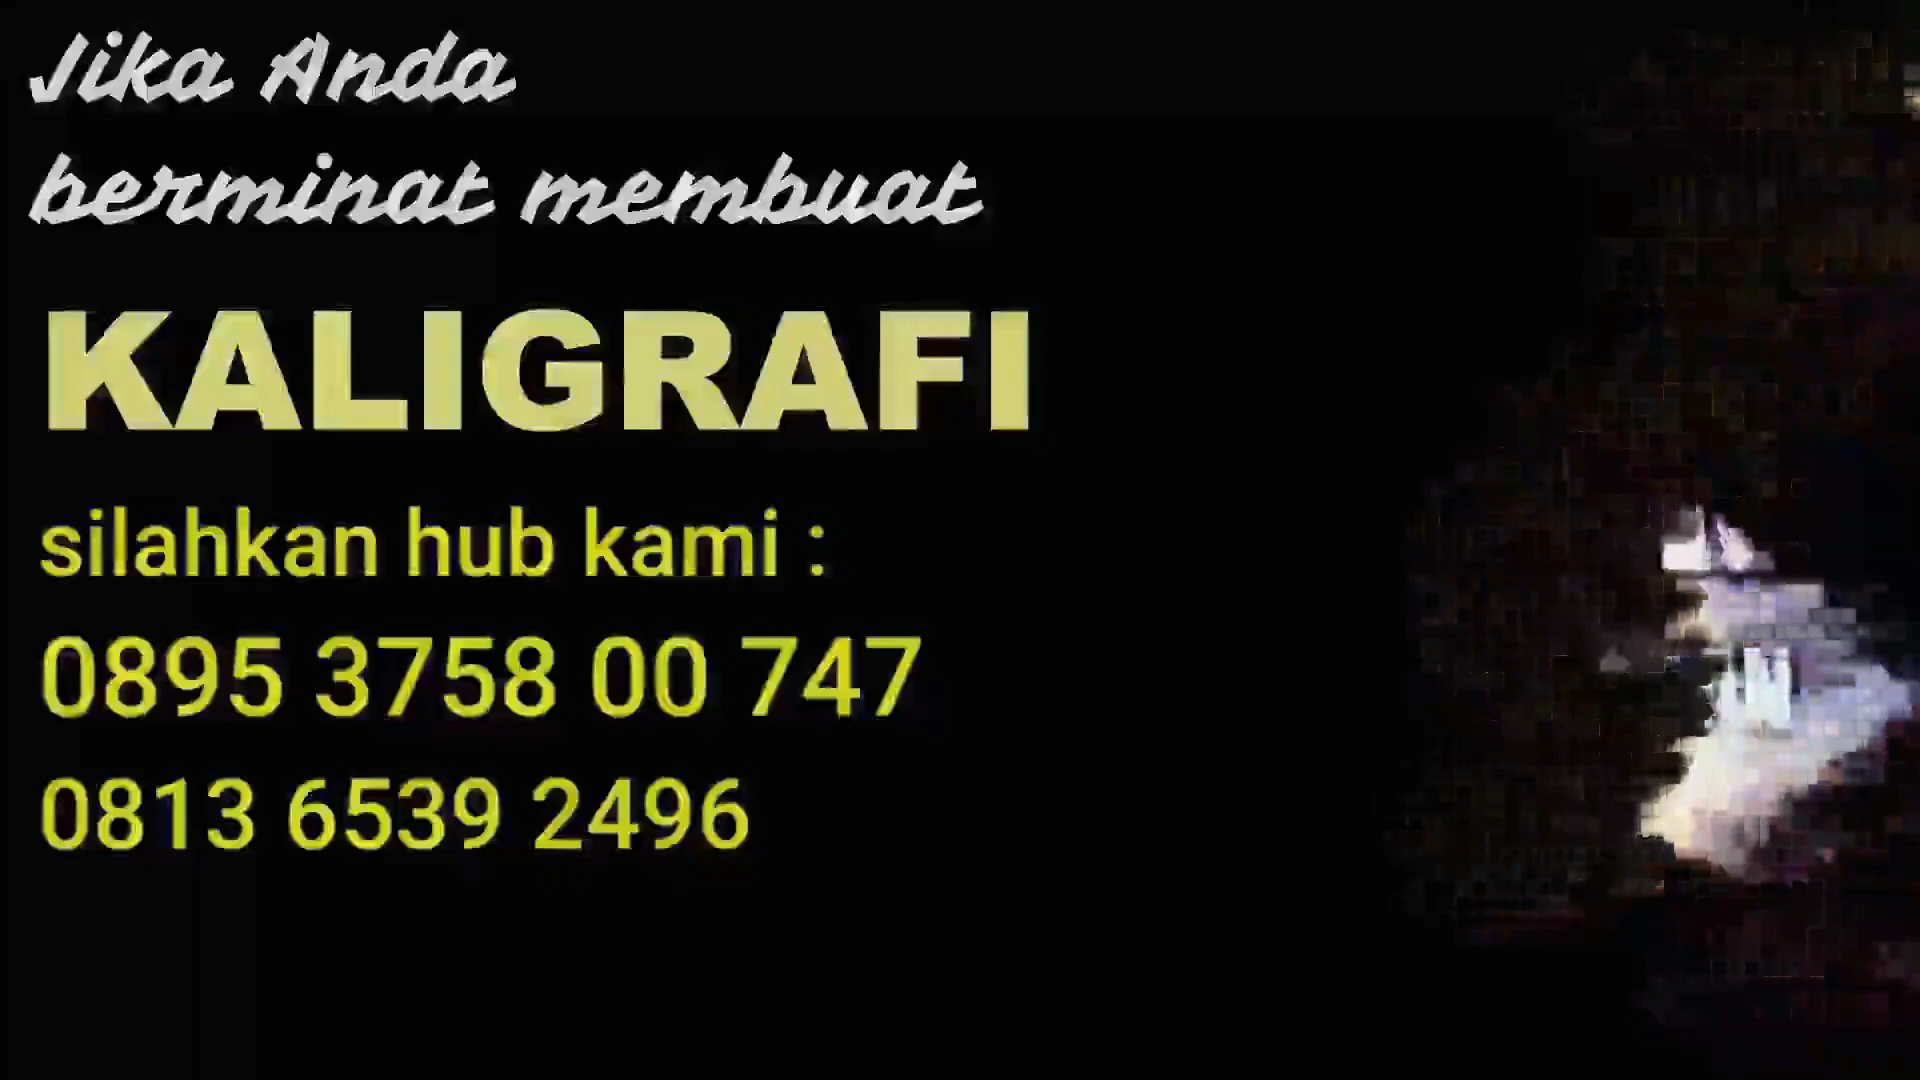 Jika Anda
berminat membuat
KALIGRAFI
silahkan hub kami :
0895 3758 00 747
0813 6539 2496